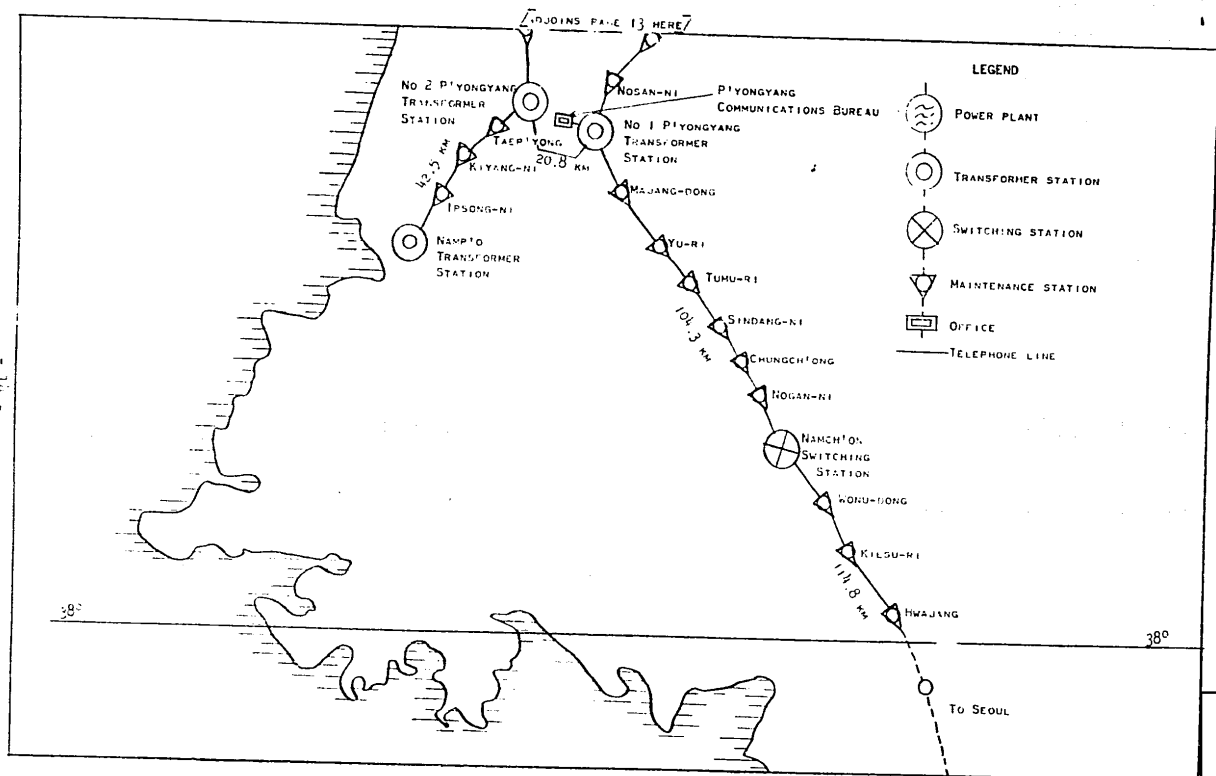 /ADJOINS PAGE 13 HERE/
LEGEND
No 2 P'YONGYANG
TRANSFORMER
STATION
NOSAN-NI
P'YONGYANG
COMMUNICATIONS BUREAU
POWER PLANT
No 1 P'YONGYANG
TRANSFORMER
STATION
TAEP'YONG
20.8 KM
KIYANG-NI
42.5 KM
TRANSFORMER STATION
IPSONG-NI
MAJANG-DONG
NAMP'O
TRANSFORMER
STATION
YU-RI
SWITCHING STATION
TUMU-RI
MAINTENANCE STATION
SINDANG-NI
104.3 KM
OFFICE
CHUNGCH'ONG
TELEPHONE LINE
NOGAN-NI
NAMCH'ON
SWITCHING
STATION
WONU-DONG
KILSU-RI
114.8 KM
HWAJANG
38°
38°
TO SEOUL